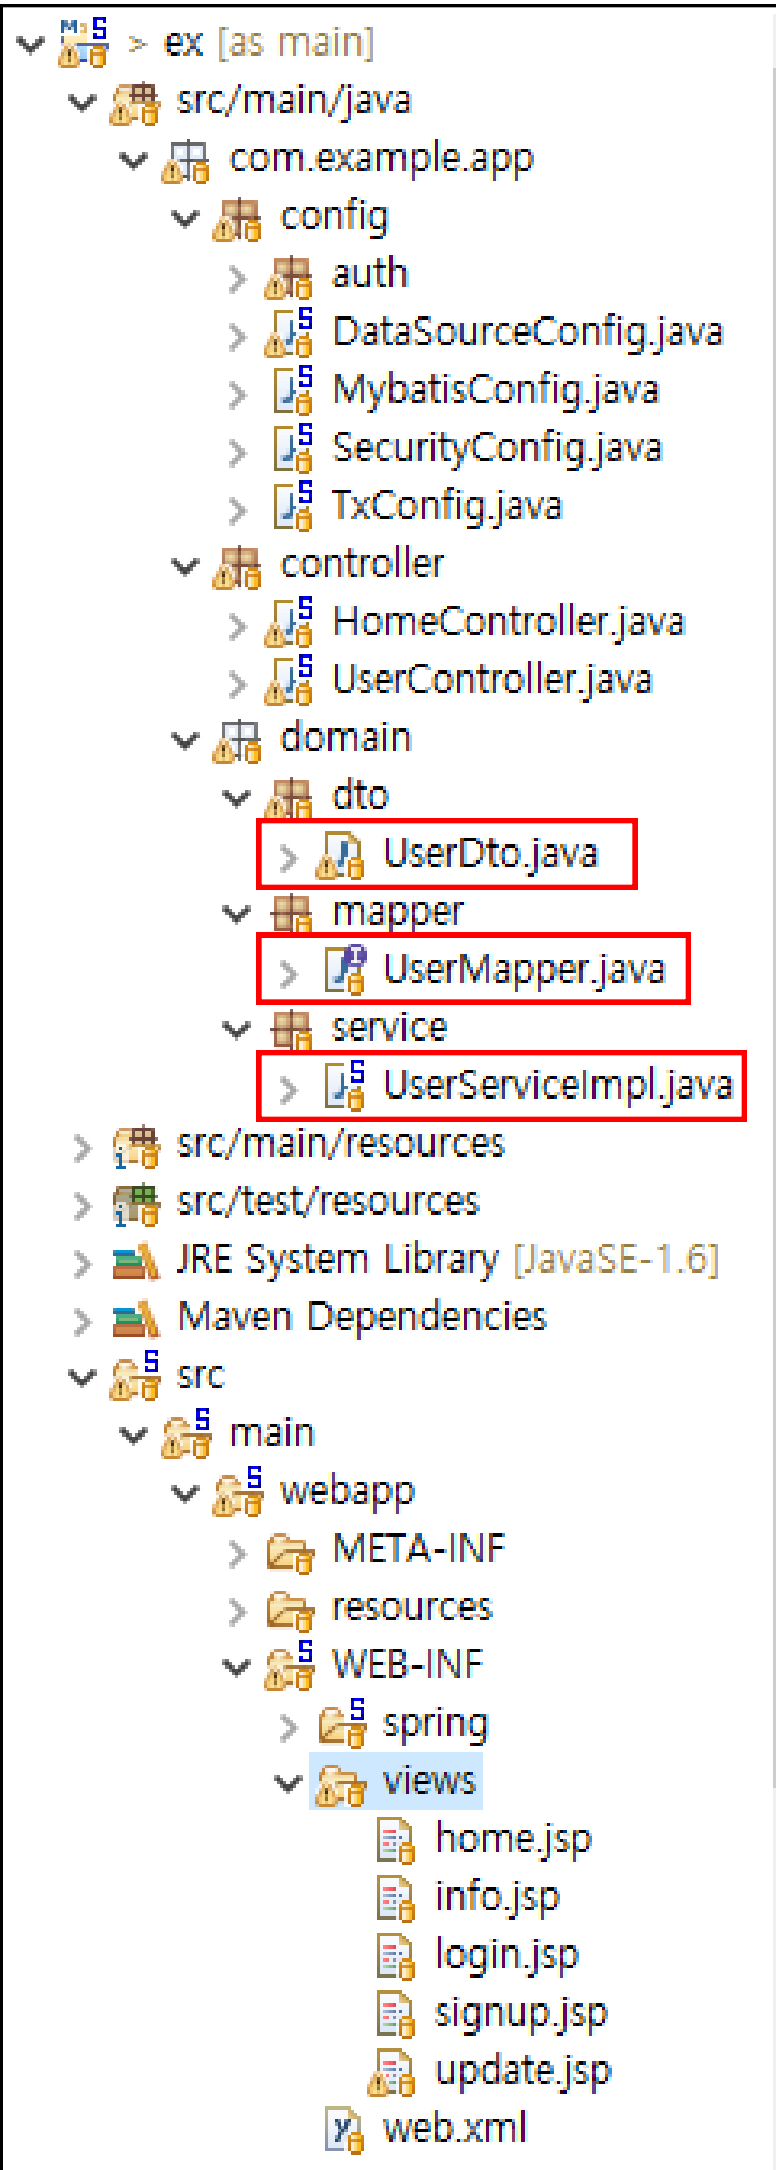 > ex [as main]
src/main/java
com.example.app
config
auth
DataSourceConfig.java
MybatisConfig.java
SecurityConfig.java
TxConfig.java
controller
HomeController.java
UserController.java
domain
dto
UserDto.java
mapper
UserMapper.java
service
UserServiceImpl.java
src/main/resources
src/test/resources
JRE System Library [JavaSE-1.6]
Maven Dependencies
src
main
webapp
META-INF
resources
WEB-INF
spring
views
home.jsp
info.jsp
login.jsp
signup.jsp
update.jsp
web.xml